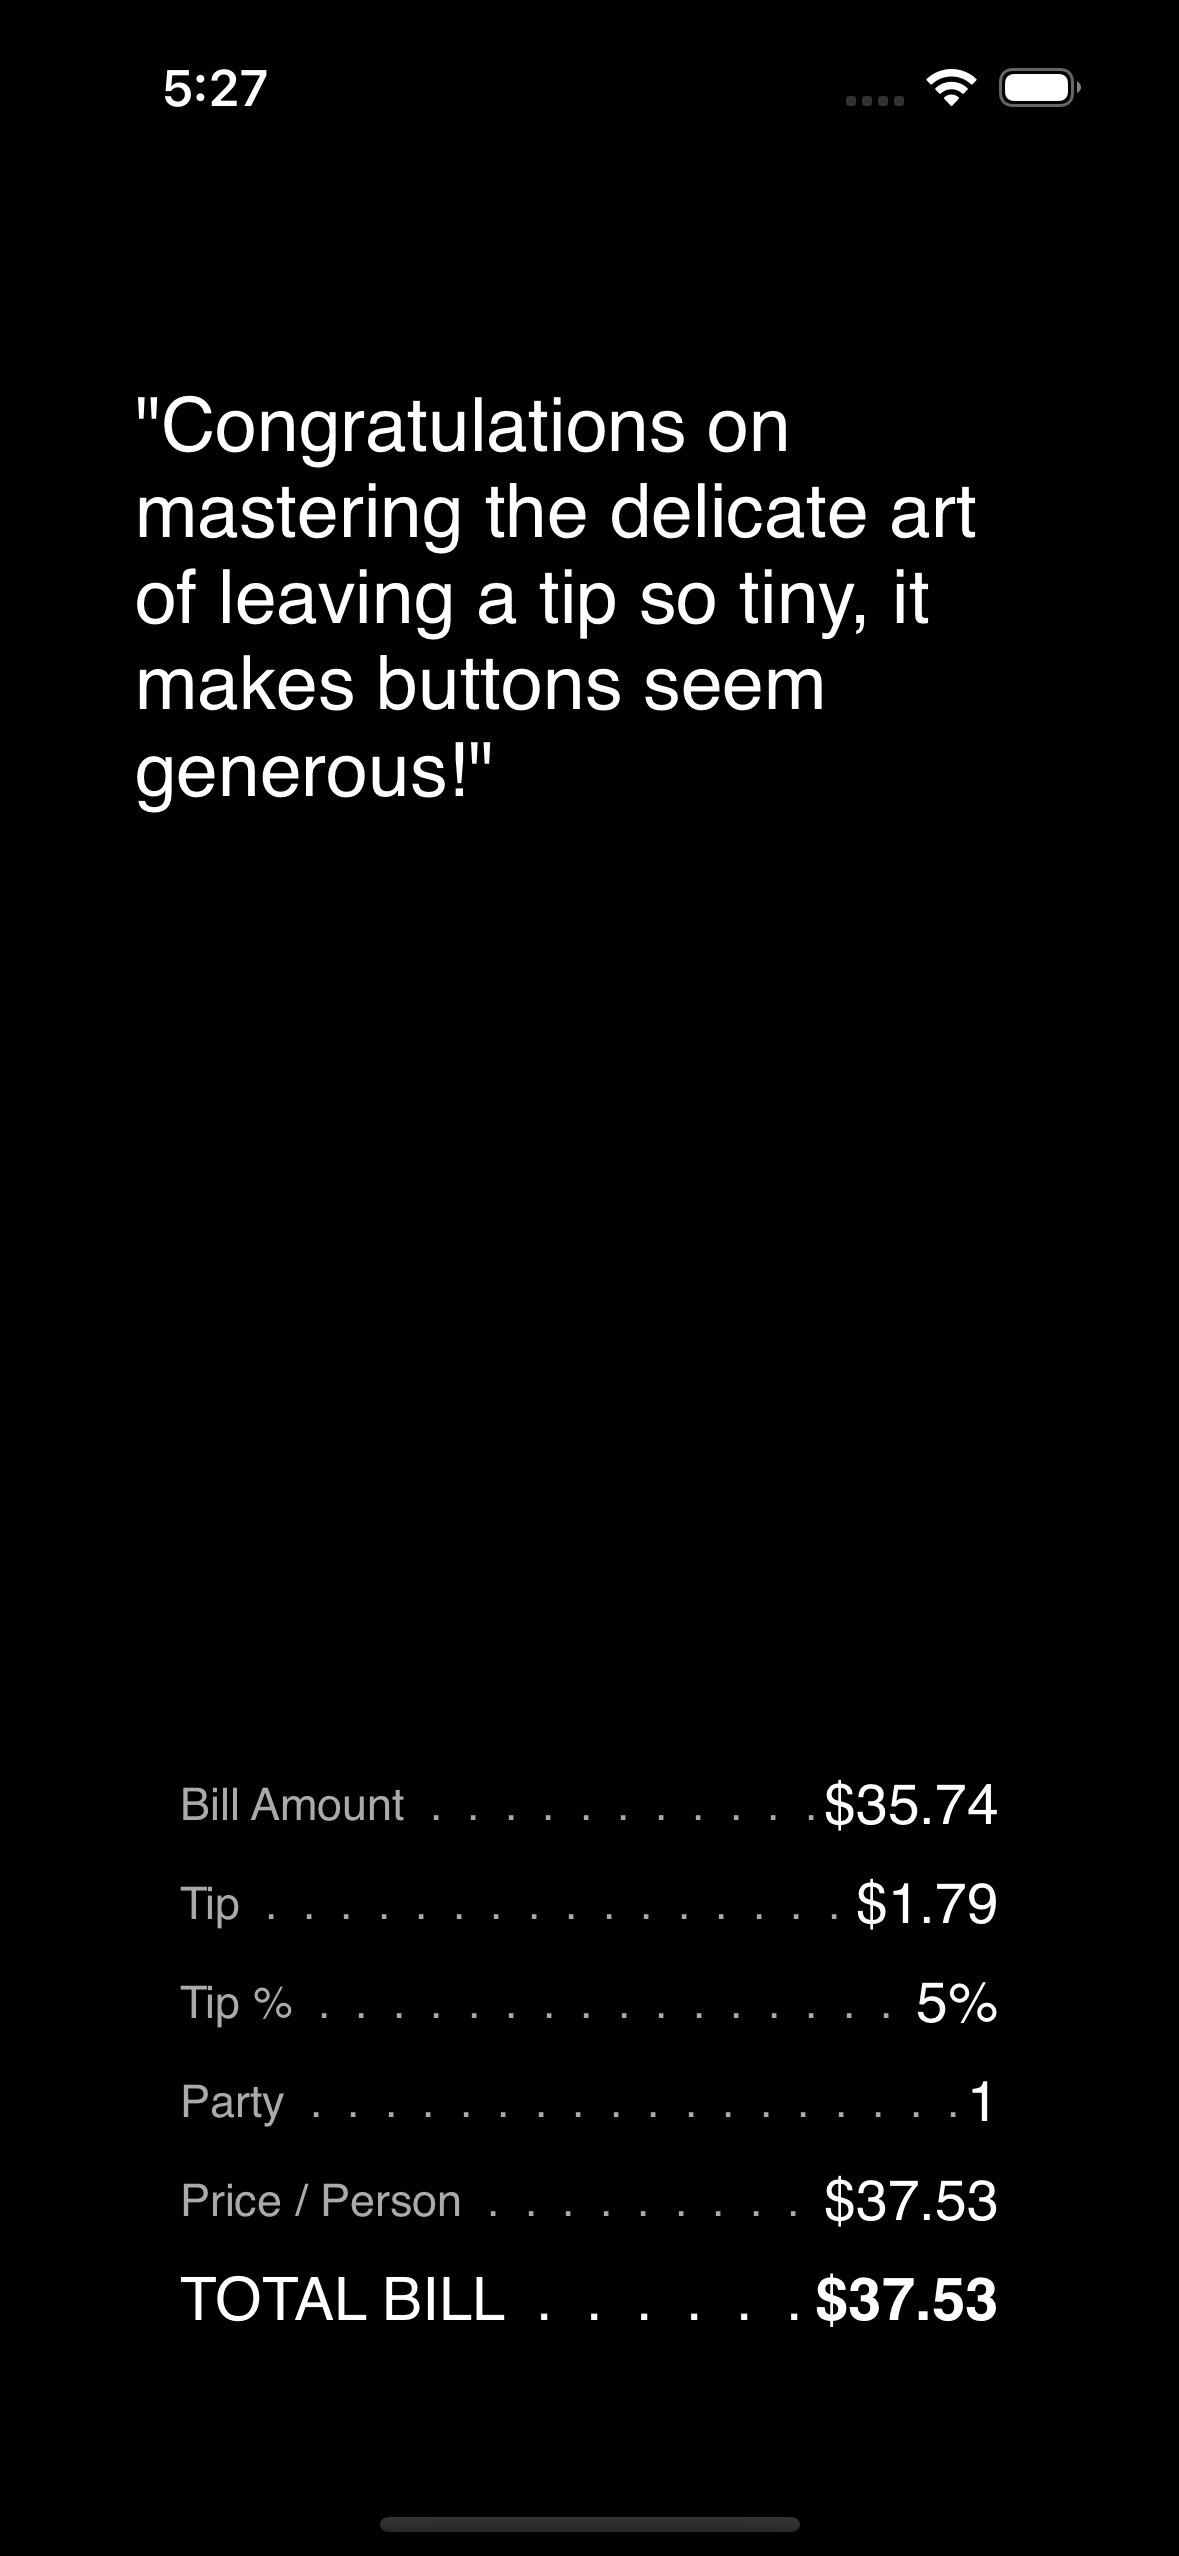 5:27
"Congratulations on
mastering the delicate art
of leaving a tip so tiny, it
makes buttons seem
generous!"
Bill Amount . . . . . . . . . . . $35.74
Tip . . . . . . . . . . . . . . . . $1.79
Tip % . . . . . . . . . . . . . . . . 5%
Party . . . . . . . . . . . . . . . . . . 1
Price / Person . . . . . . . . . $37.53
TOTAL BILL . . . . . . $37.53